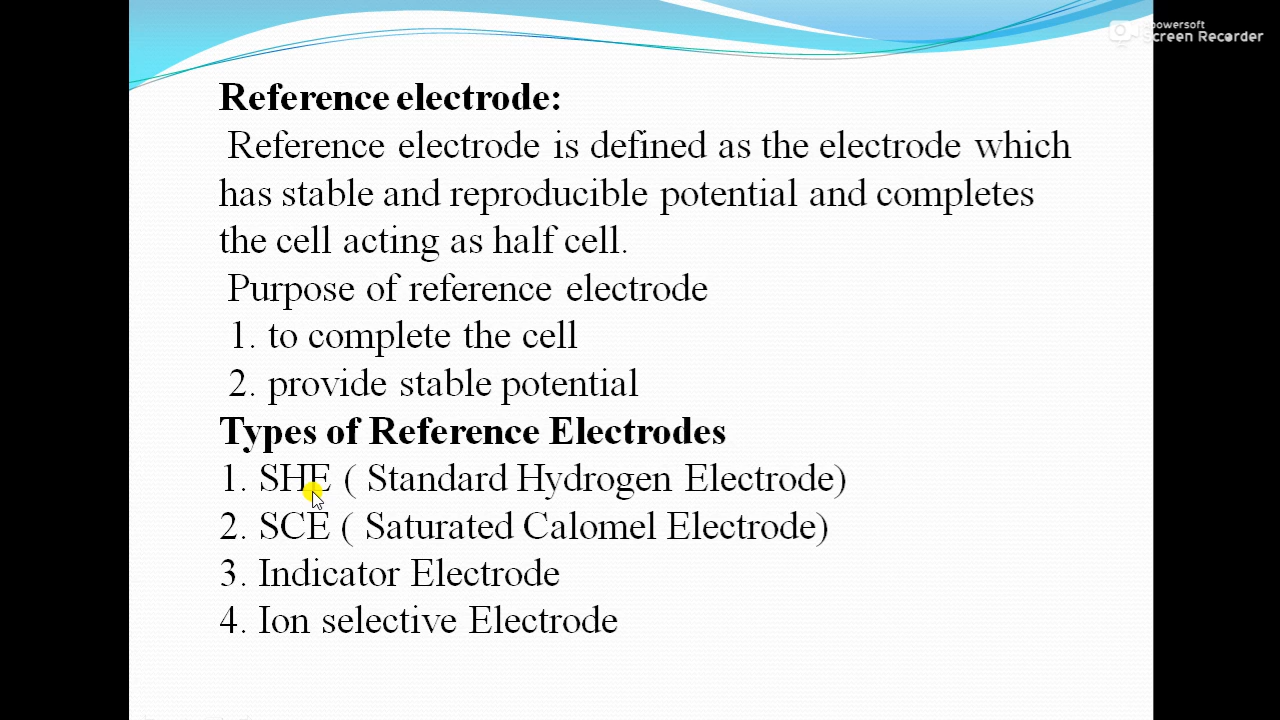 Apowersoft
Screen Recorder
Reference electrode:
Reference electrode is defined as the electrode which
has stable and reproducible potential and completes
the cell acting as half cell.
Purpose of reference electrode
1. to complete the cell
2. provide stable potential
Types of Reference Electrodes
1. SHE ( Standard Hydrogen Electrode)
2. SCE ( Saturated Calomel Electrode)
3. Indicator Electrode
4. Ion selective Electrode